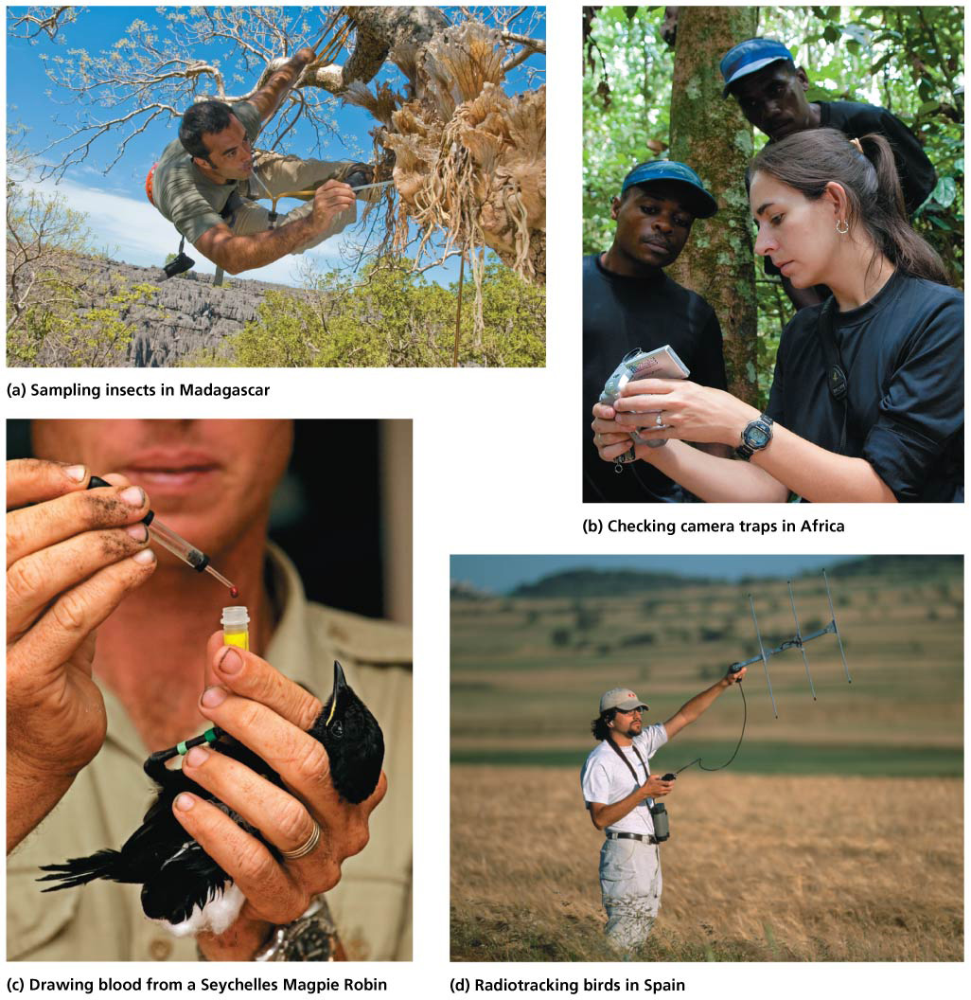 (a) Sampling insects in Madagascar
(b) Checking camera traps in Africa
(c) Drawing blood from a Seychelles Magpie Robin
(d) Radiotracking birds in Spain